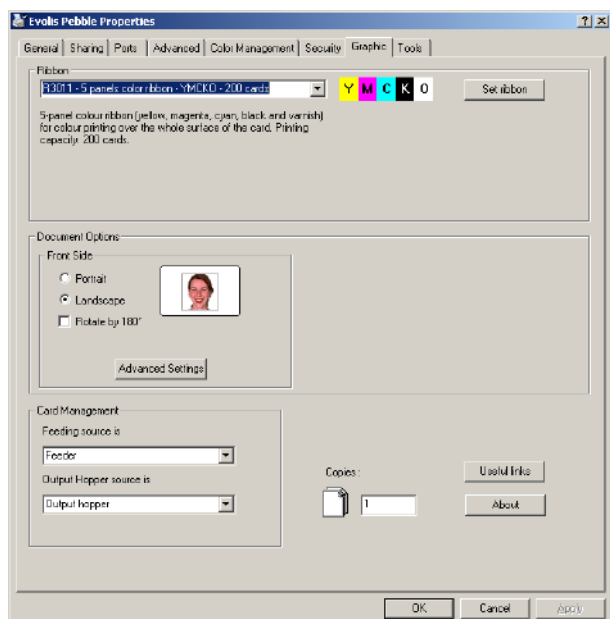 Evolis Pebble Properties
General Sharing Ports Advanced Color Management Security Graphic Tools
Ribbon
R3011 - 5 panels color ribbon - YMCKO - 200 cards
Y M C K O
Set ribbon
5-panel colour ribbon (yellow, magenta, cyan, black and varnish)
for colour printing over the whole surface of the card. Printing
capacity: 200 cards.
Document Options
Front Side
Portrait
Landscape
Rotate by 180°
Advanced Settings
Card Management
Feeding source is
Feeder
Output Hopper source is
Output hopper
Copies :
1
Useful links
About
OK Cancel Apply